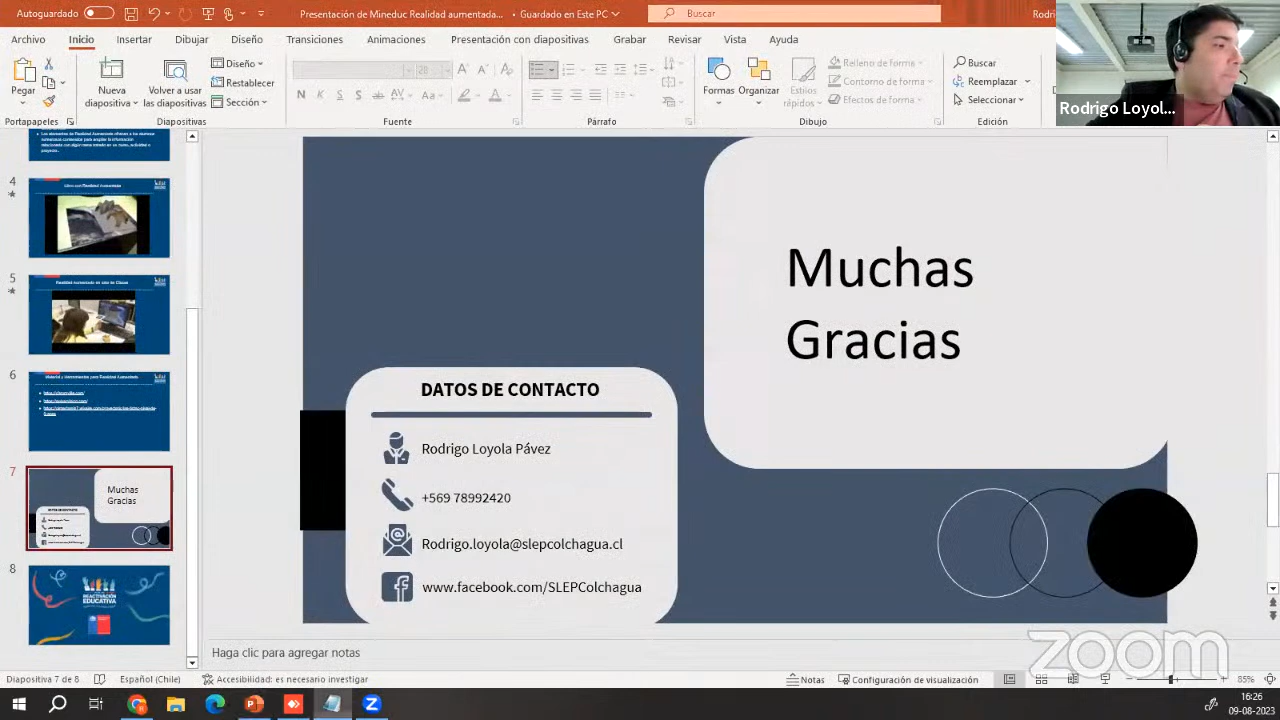 Autoguardado
Presentación de Mineduc Realidad aumentada...
Guardado en Este PC
Buscar
Archivo
Inicio
Insertar
Dibujar
Diseño
Transiciones
Animaciones
Presentación con diapositivas
Grabar
Revisar
Vista
Ayuda
Pegar
Nueva diapositiva
Volver a usar las diapositivas
Diseño
Restablecer
Sección
Formas
Organizar
Estilos rápidos
Relleno de forma
Contorno de forma
Efectos de forma
Buscar
Reemplazar
Seleccionar
Portapapeles
Diapositivas
Fuente
Párrafo
Dibujo
Edición
Rodrigo Loyol...
4
5
6
7
8
Muchas
Gracias
DATOS DE CONTACTO
Rodrigo Loyola Pávez
+569 78992420
Rodrigo.loyola@slepcolchagua.cl
www.facebook.com/SLEPColchagua
zoom
Haga clic para agregar notas
Diapositiva 7 de 8
Español (Chile)
Accesibilidad: es necesario investigar
Notas
Configuración de visualización
85%
16:26
09-08-2023